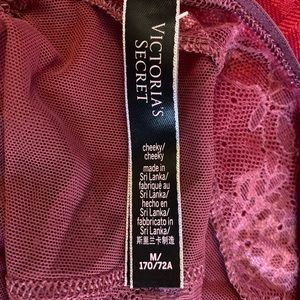 VICTORIA'S
SECRET
cheeky/
cheeky
made in
Sri Lanka/
fabriqué au
Sri Lanka/
hecho en
Sri Lanka/
fabbricato in
Sri Lanka/
斯里兰卡制造
M/
170/72A